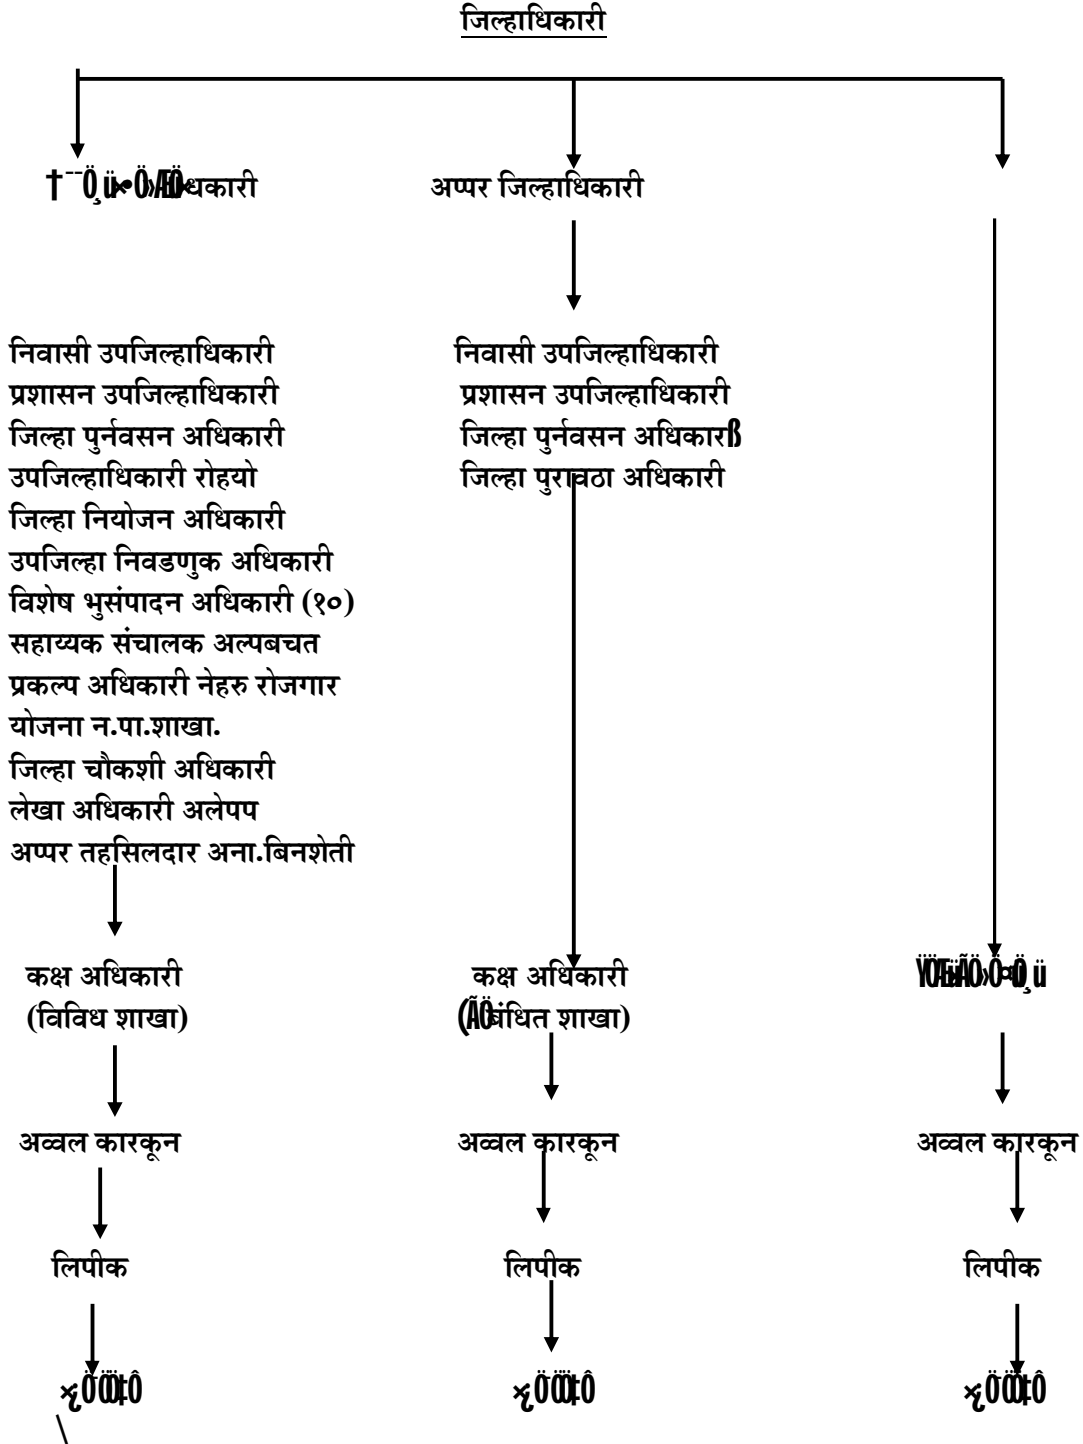 जिल्हाधिकारी
अप्पर जिल्हाधिकारी
निवासी उपजिल्हाधिकारी
प्रशासन उपजिल्हाधिकारी
जिल्हा पुर्नवसन अधिकारी
उपजिल्हाधिकारी रोहयो
जिल्हा नियोजन अधिकारी
उपजिल्हा निवडणुक अधिकारी
विशेष भुसंपादन अधिकारी (१०)
सहाय्यक संचालक अल्पबचत
प्रकल्प अधिकारी नेहरु रोजगार
योजना न.पा.शाखा.
जिल्हा चौकशी अधिकारी
लेखा अधिकारी अलेपप
अप्पर तहसिलदार अना.बिनशेती
निवासी उपजिल्हाधिकारी
प्रशासन उपजिल्हाधिकारी
जिल्हा पुर्नवसन
जिल्हा पुरावठा अधिकारी
कक्ष अधिकारी
(विविध शाखा)
कक्ष अधिकारी
शाखा)
अव्वल कारकून
अव्वल कारकून
अव्वल कारकून
लिपीक
लिपीक
लिपीक